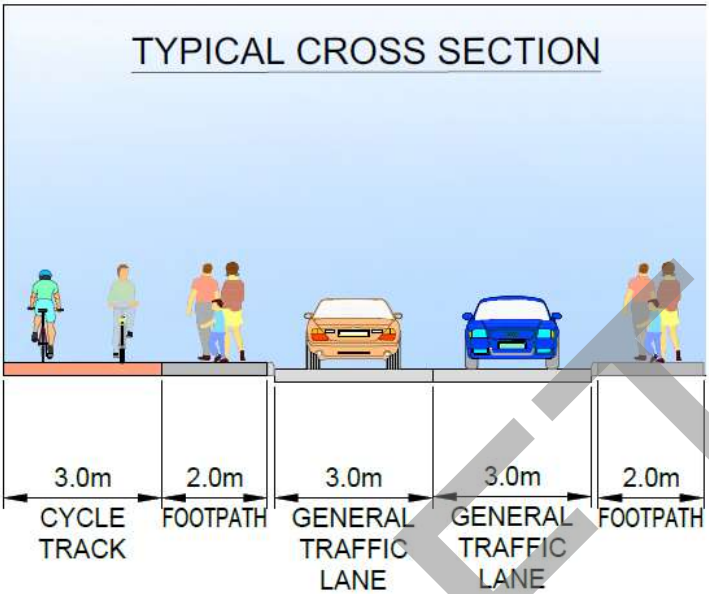 TYPICAL CROSS SECTION
3.0m 2.0m 3.0m 3.0m 2.0m
CYCLE TRACK
FOOTPATH
GENERAL TRAFFIC LANE
GENERAL TRAFFIC LANE
FOOTPATH